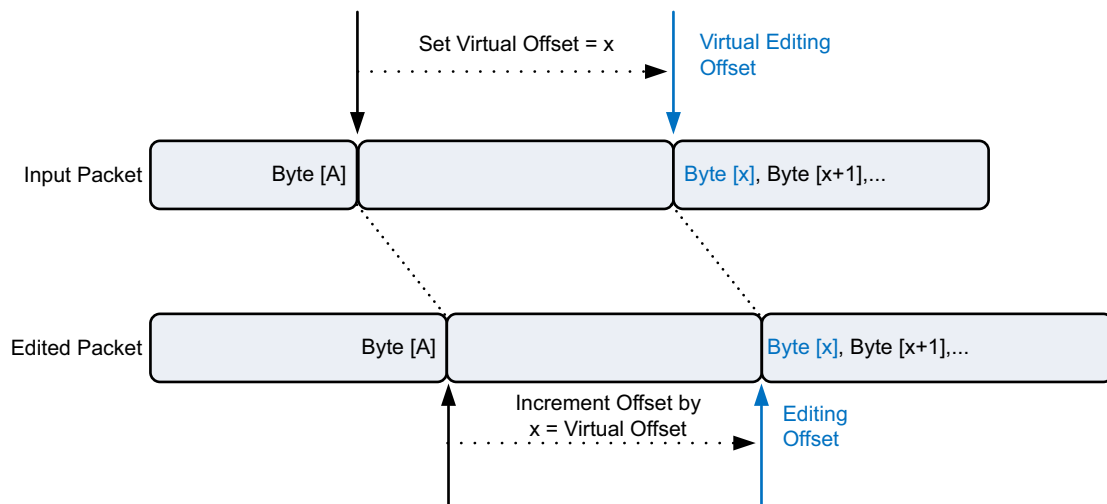 Set Virtual Offset = x
Virtual Editing
Offset
Input Packet
Byte [A]
Byte [x], Byte [x+1],...
Edited Packet
Byte [A]
Byte [x], Byte [x+1],...
Increment Offset by
x = Virtual Offset
Editing
Offset